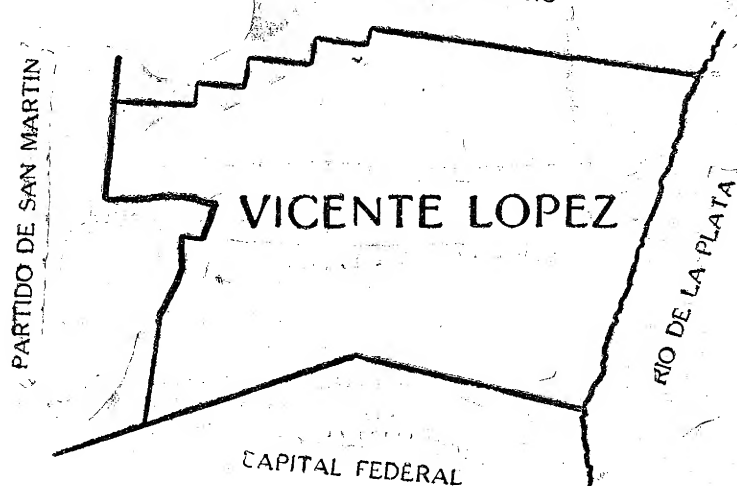 PARTIDO DE SAN MARTIN
VICENTE LOPEZ
RIO DE LA PLATA
CAPITAL FEDERAL